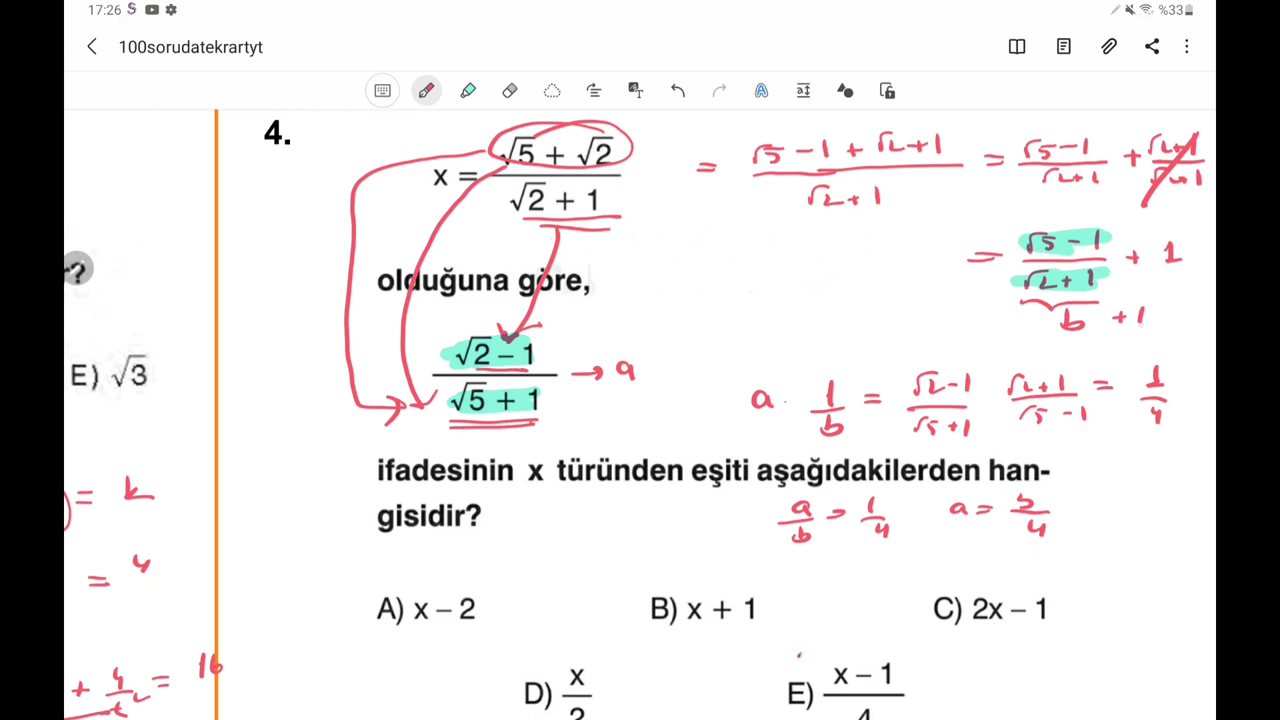 17:26 S %33
100sorudatekrartyt
4.
x = (√5 + √2)/(√2 + 1) = (√5 - 1 + √2 + 1)/(√2 + 1) = (√5 - 1)/(√2 + 1) + (√2 + 1)/(√2 + 1)
= (√5 - 1)/(√2 + 1) + 1
b + 1
olduğuna göre,
?
E) √3
(√2 – 1)/(√5 + 1) → a
a · 1/b = (√2 - 1)/(√5 + 1) (√2 + 1)/(√5 - 1) = 1/4
ifadesinin x türünden eşiti aşağıdakilerden han-
gisidir?
a/b = 1/4 a = b/4
) = k
= 4
A) x – 2 B) x + 1 C) 2x – 1
D) x/2 E) (x – 1)/4
= 16